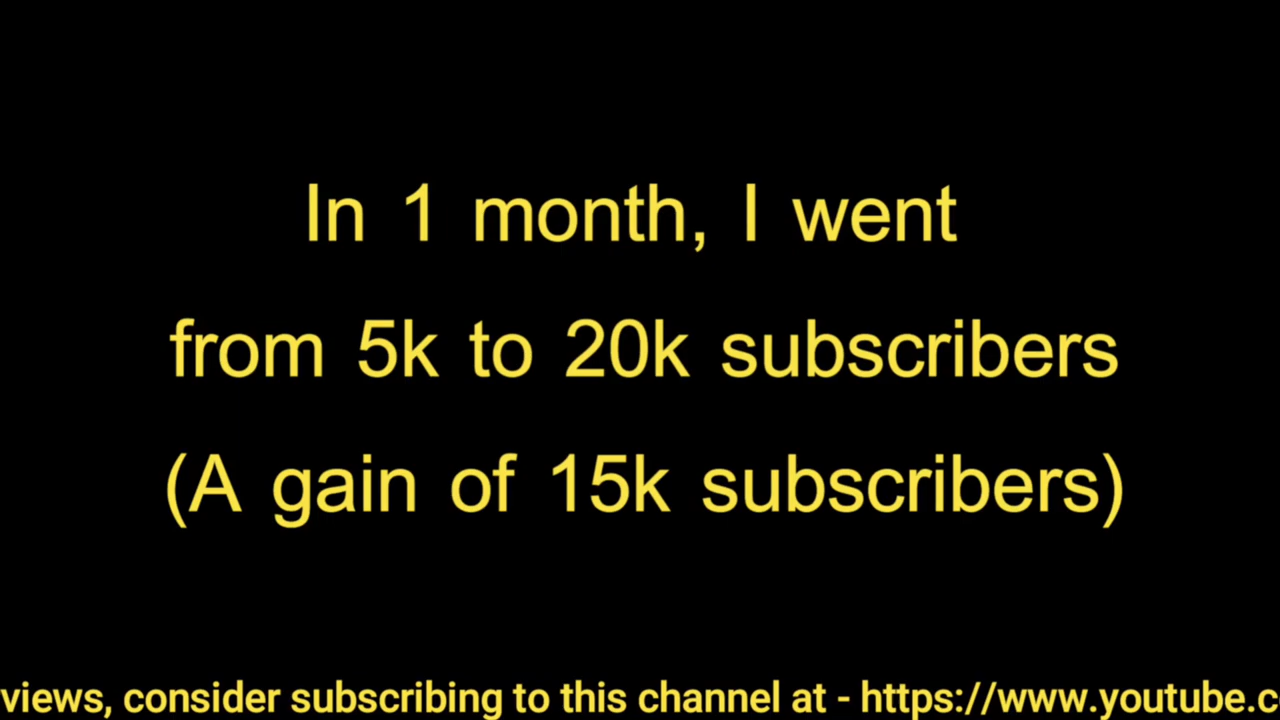 In 1 month, I went
from 5k to 20k subscribers
(A gain of 15k subscribers)
views, consider subscribing to this channel at - https://www.youtube.c